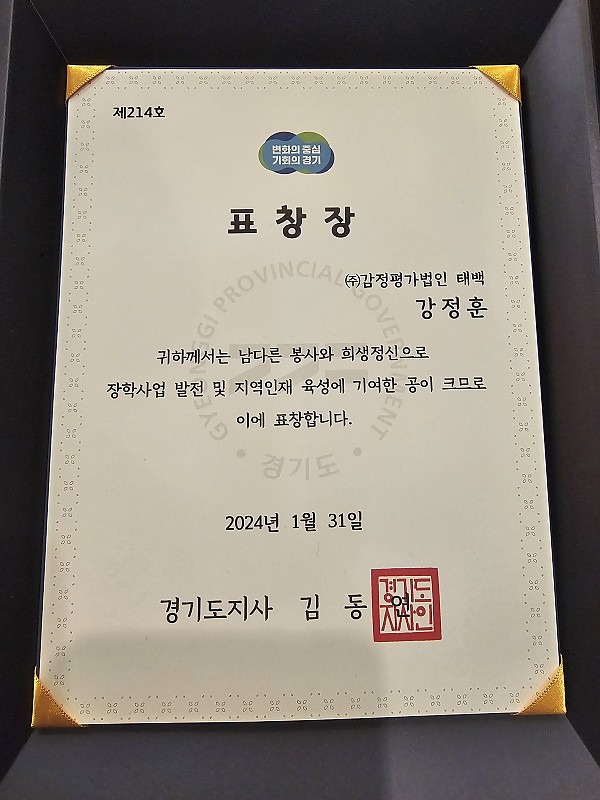 제214호
변화의 중심
기회의 경기
표창장
㈜감정평가법인 태백
강정훈
귀하께서는 남다른 봉사와 희생정신으로
장학사업 발전 및 지역인재 육성에 기여한 공이 크므로
이에 표창합니다.
GYEONGGI PROVINCIAL GOVERNMENT
경기도
2024년 1월 31일
경기도지사 김동연
경기도
지사인